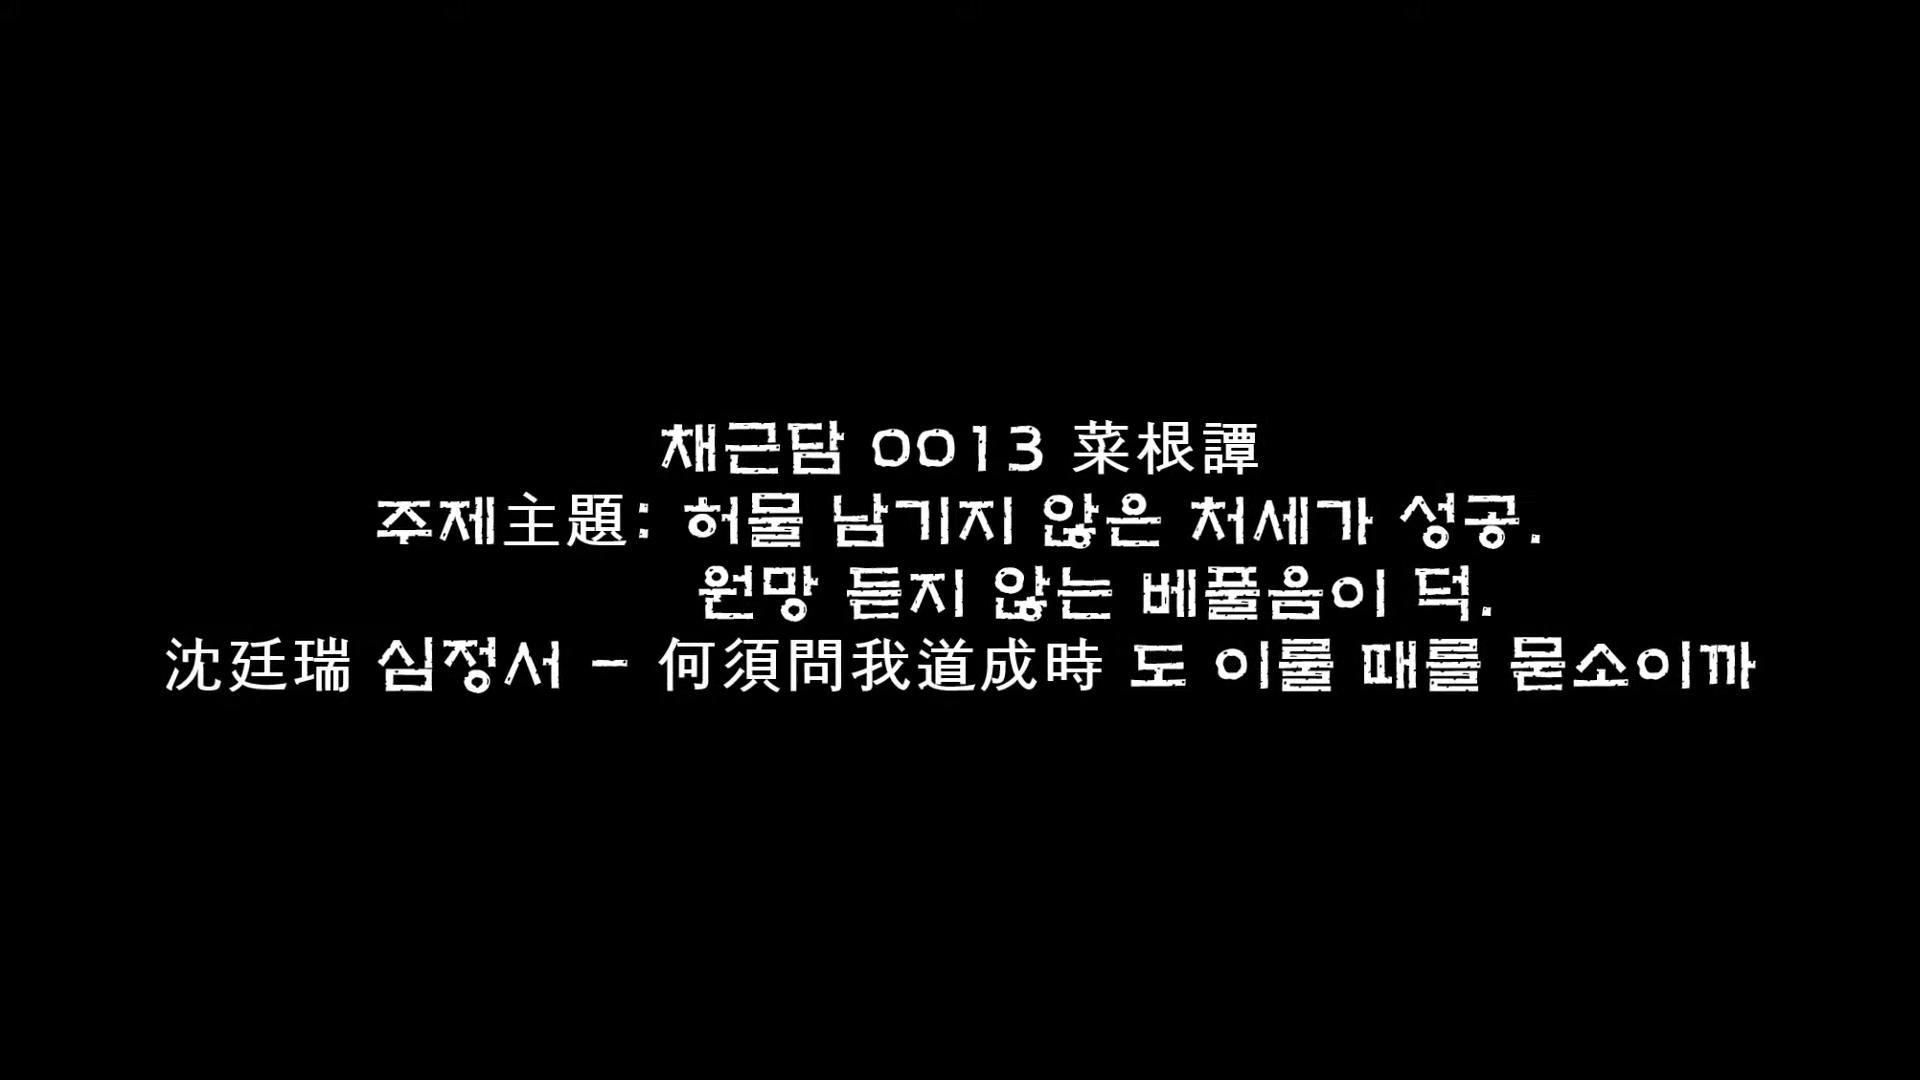 채근담 0013 菜根譚
주제主題: 허물 남기지 않은 처세가 성공.
원망 듣지 않는 베풀음이 덕.
沈廷瑞 심정서 - 何須問我道成時 도 이룰 때를 묻소이까